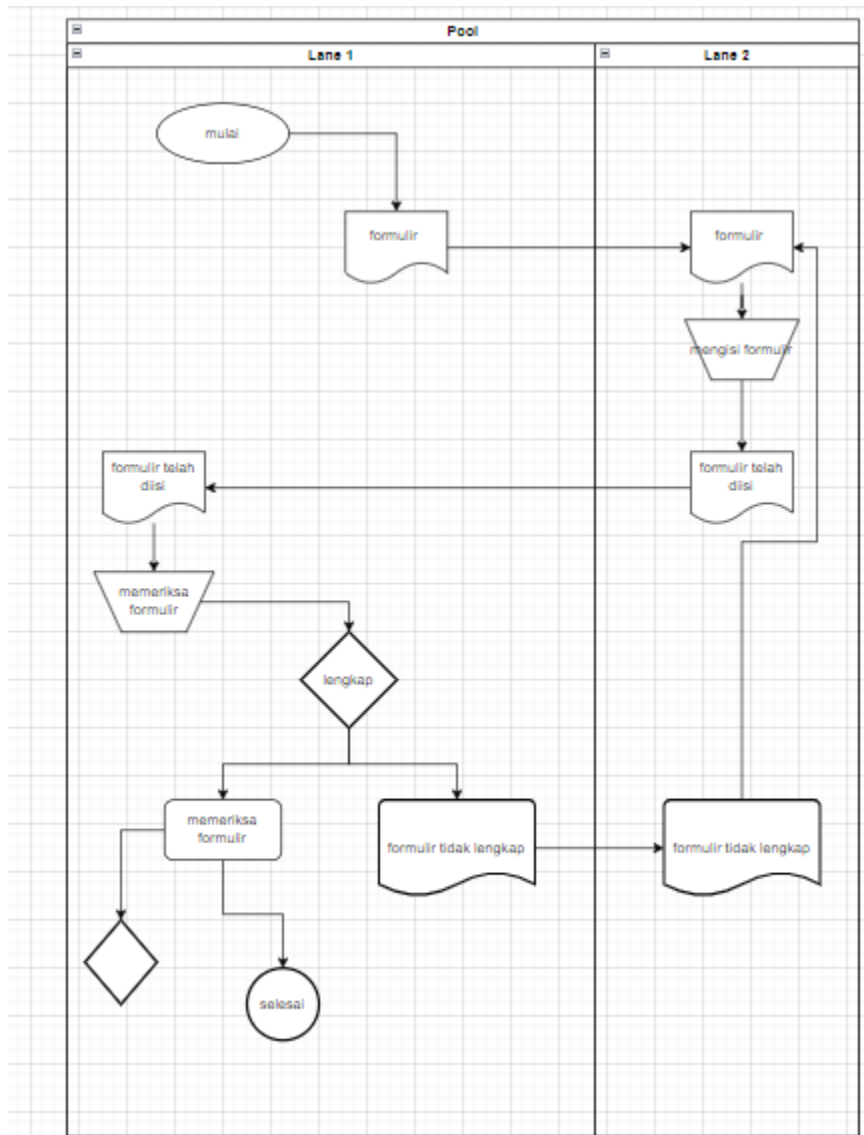 Pool
Lane 1
Lane 2
mulai
formulir
formulir
mengisi formulir
formulir telah
diisi
formulir telah
diisi
memeriksa
formulir
lengkap
memeriksa
formulir
formulir tidak lengkap
formulir tidak lengkap
selesai